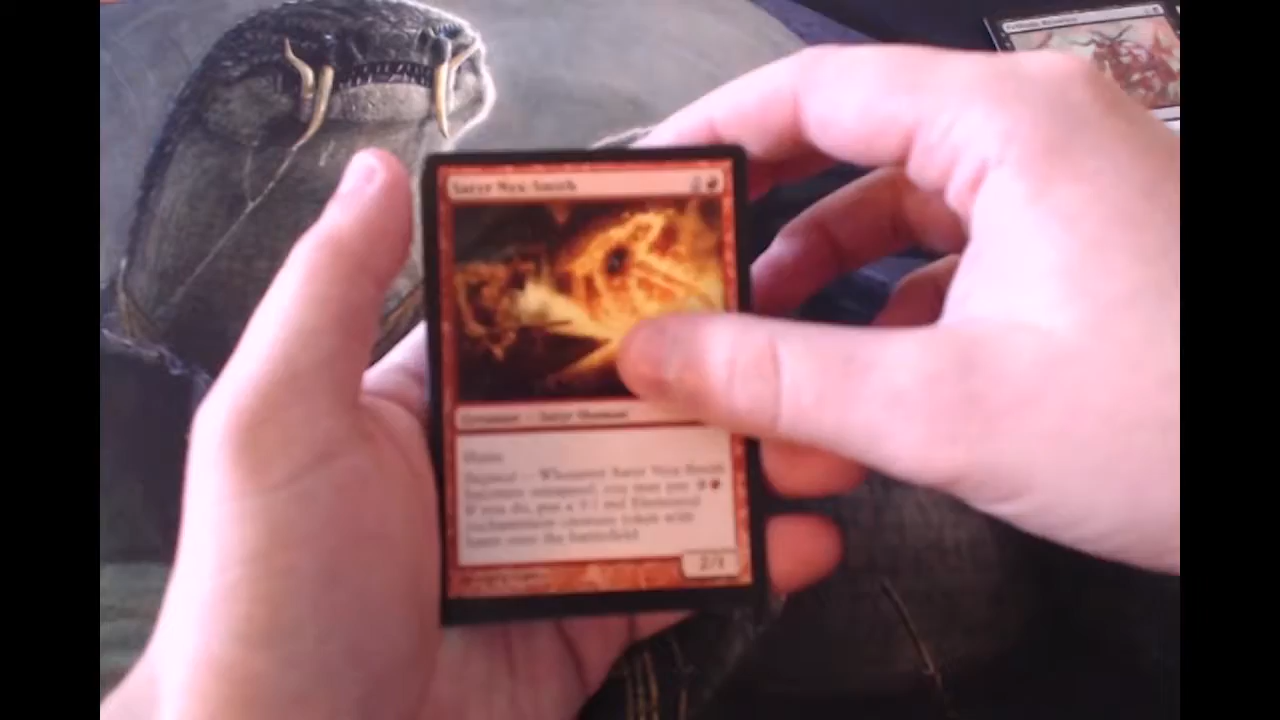 Satyr Nyx-Smith 2
Creature — Satyr Shaman
Haste
Inspired — Whenever Satyr Nyx-Smith
becomes untapped, you may pay
If you do, put a 3/1 red Elemental
enchantment creature token with
haste onto the battlefield.
2/1